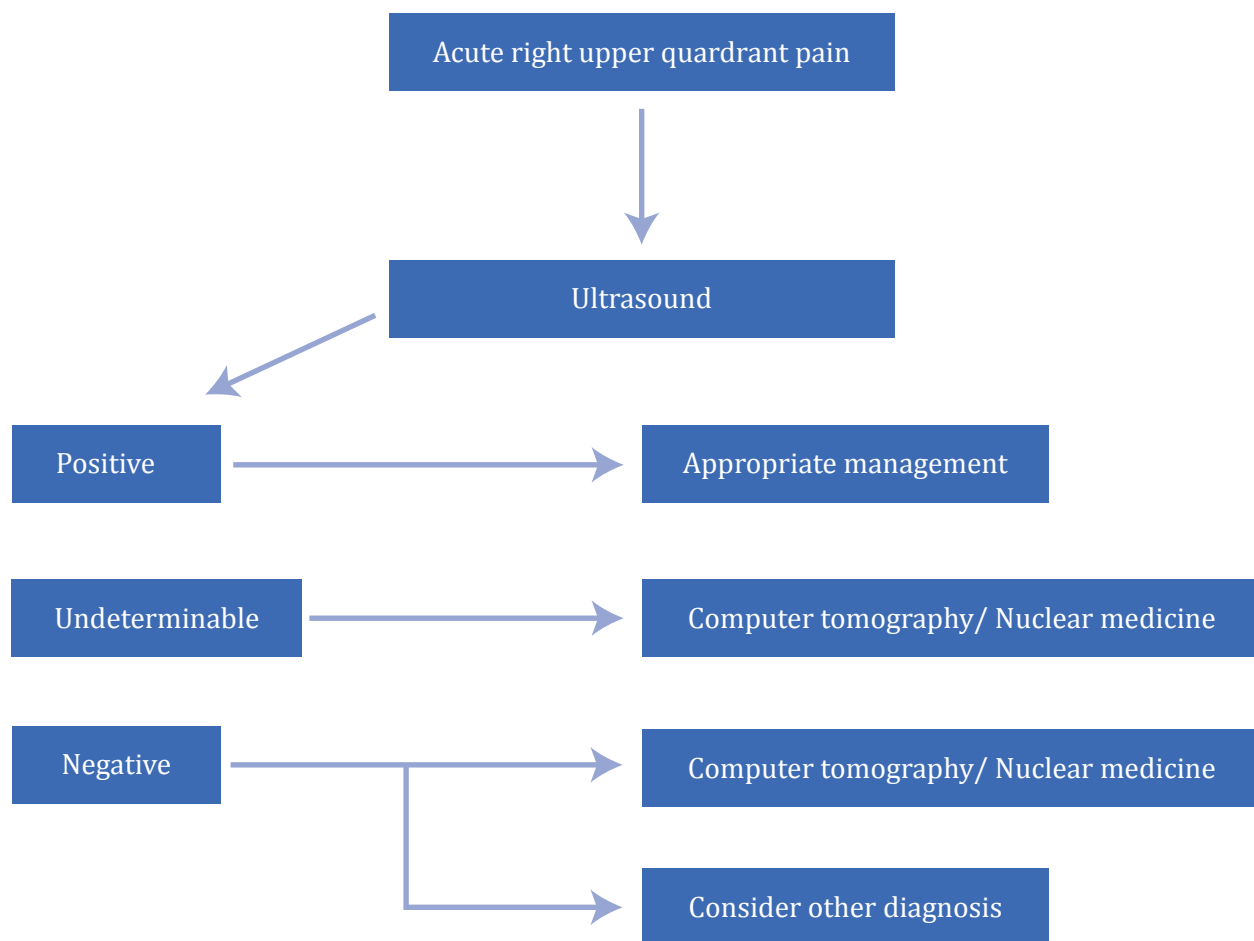 Acute right upper quardrant pain
Ultrasound
Positive
Appropriate management
Undeterminable
Computer tomography/ Nuclear medicine
Negative
Computer tomography/ Nuclear medicine
Consider other diagnosis